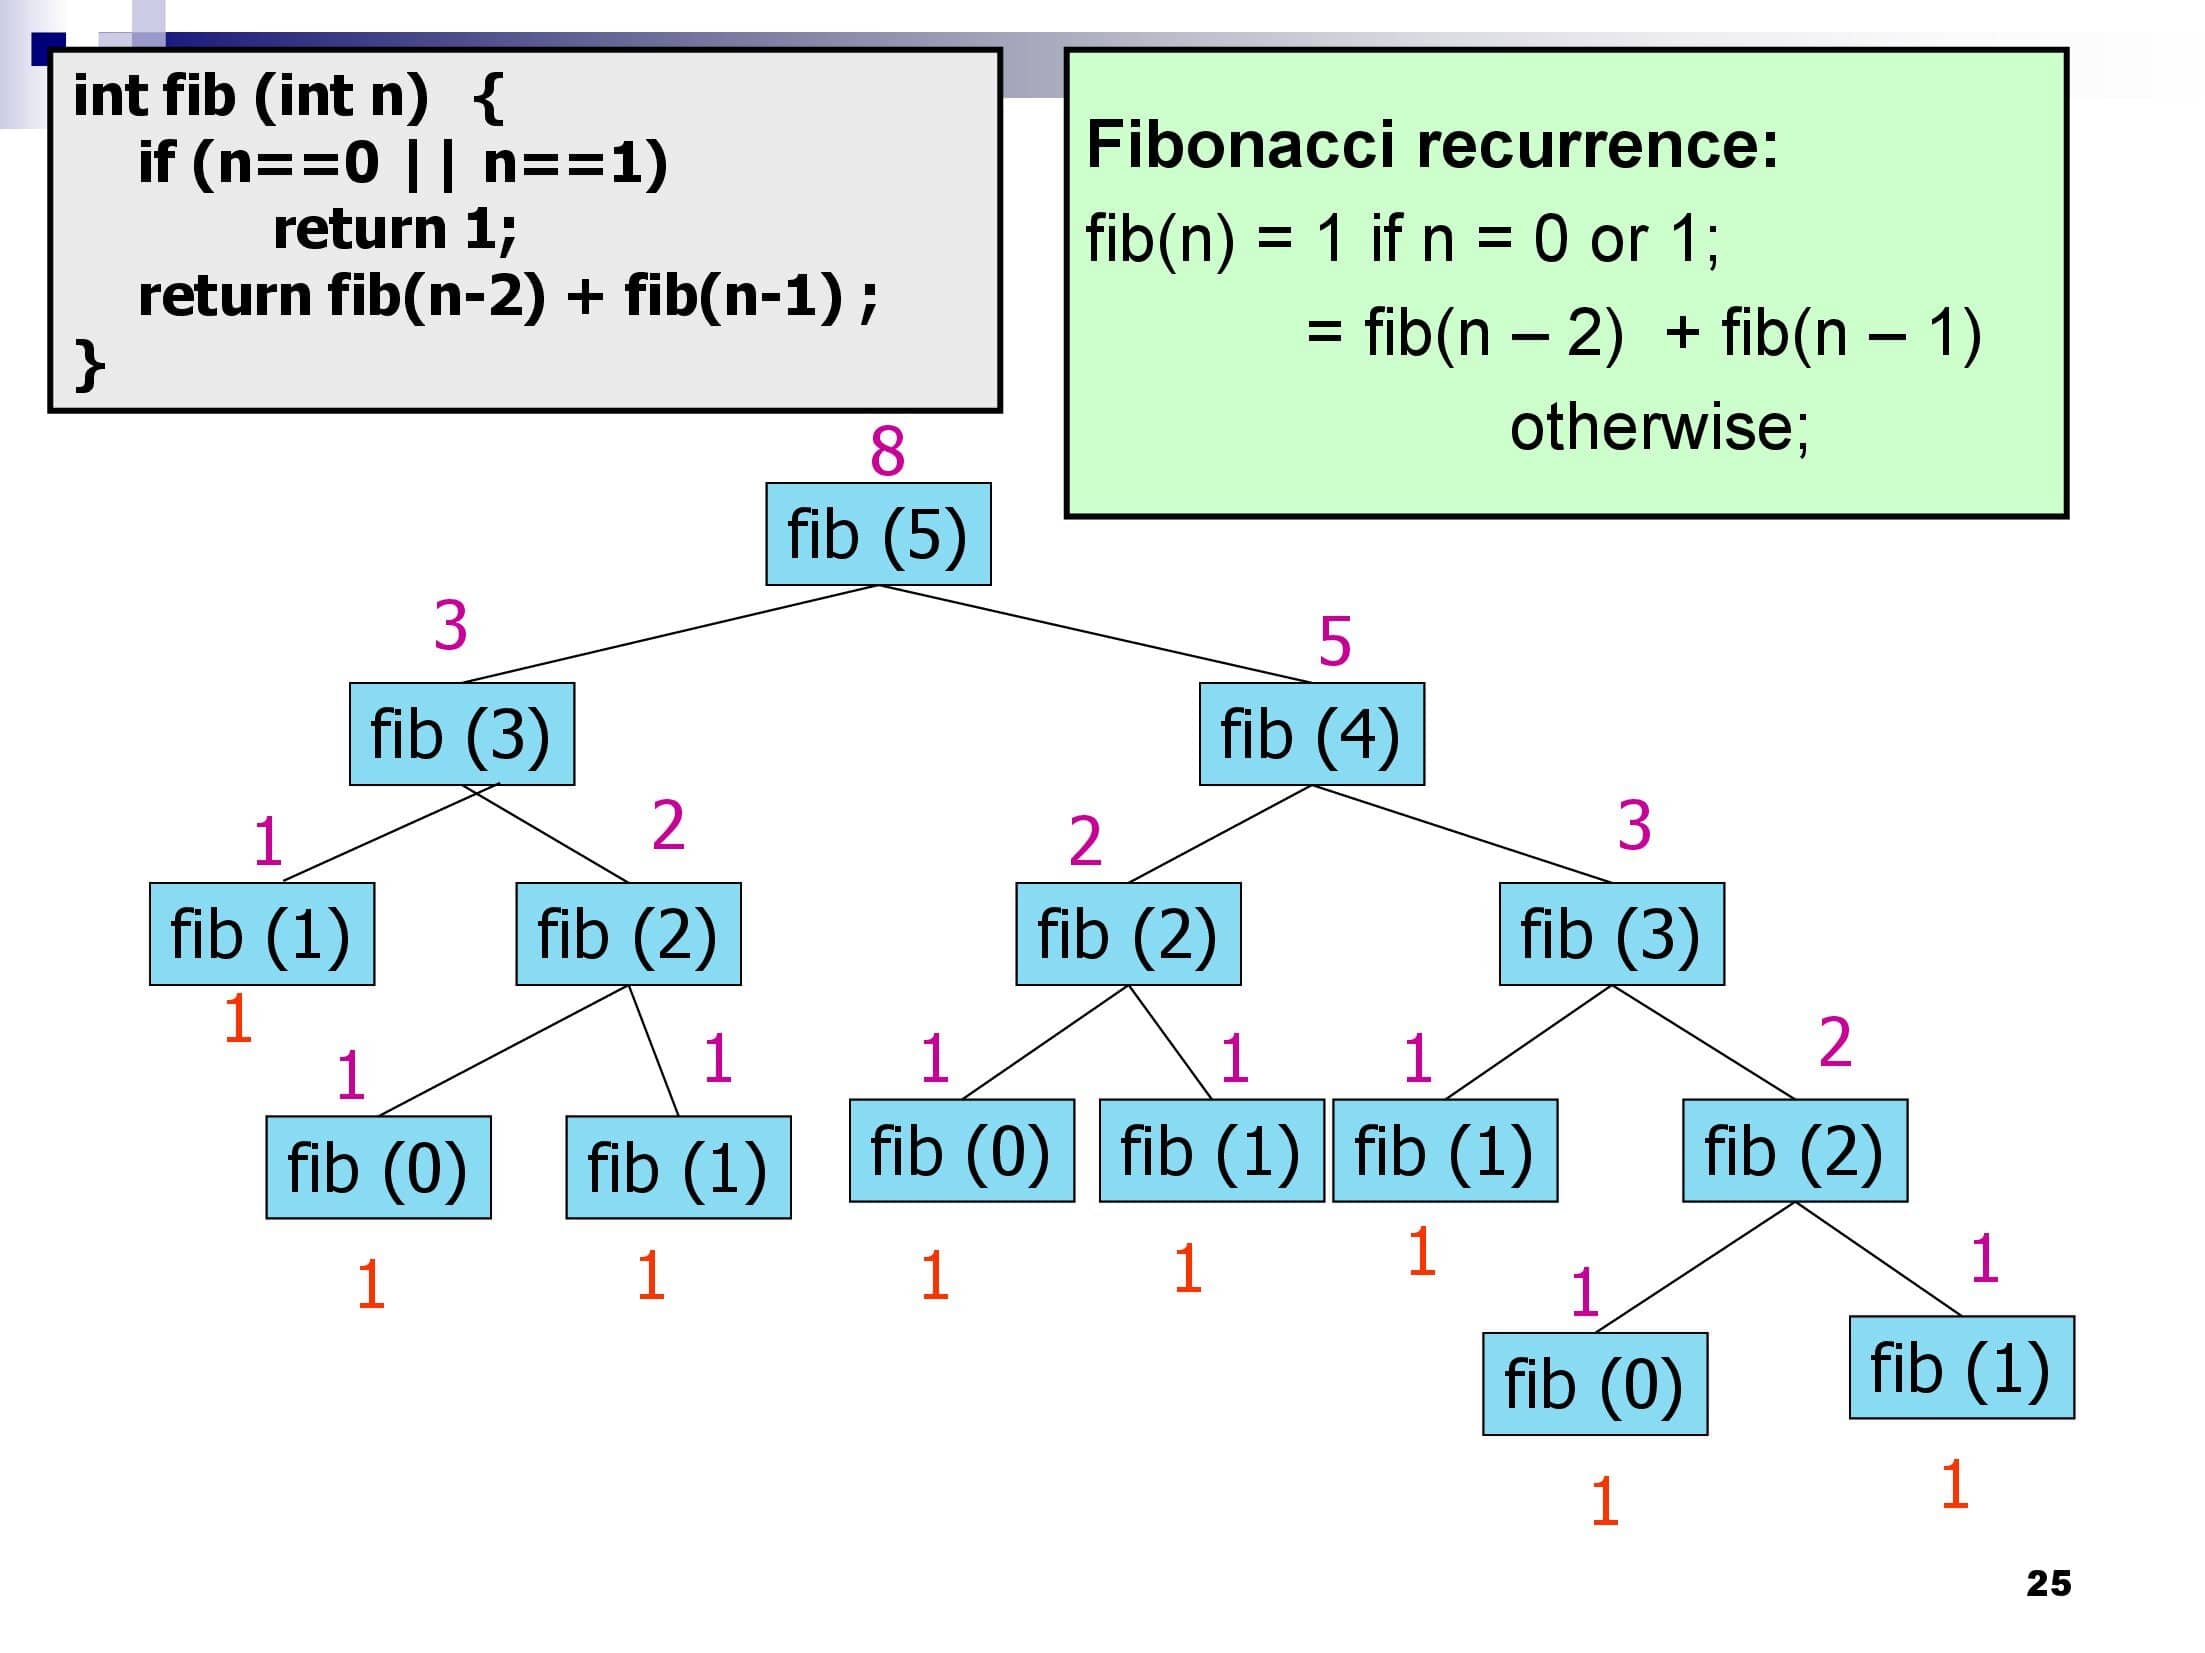 int fib (int n)  {
if (n==0 || n==1)
return 1;
return fib(n-2) + fib(n-1) ;
}
Fibonacci recurrence:
fib(n) = 1 if n = 0 or 1;
= fib(n – 2)  + fib(n – 1)
otherwise;
8
fib (5)
3 5
fib (3) fib (4)
1 2 2 3
fib (1) fib (2) fib (2) fib (3)
1
1 1 1 1 1 2
fib (0) fib (1) fib (0) fib (1) fib (1) fib (2)
1 1 1 1 1
1 1
fib (0) fib (1)
1 1
25